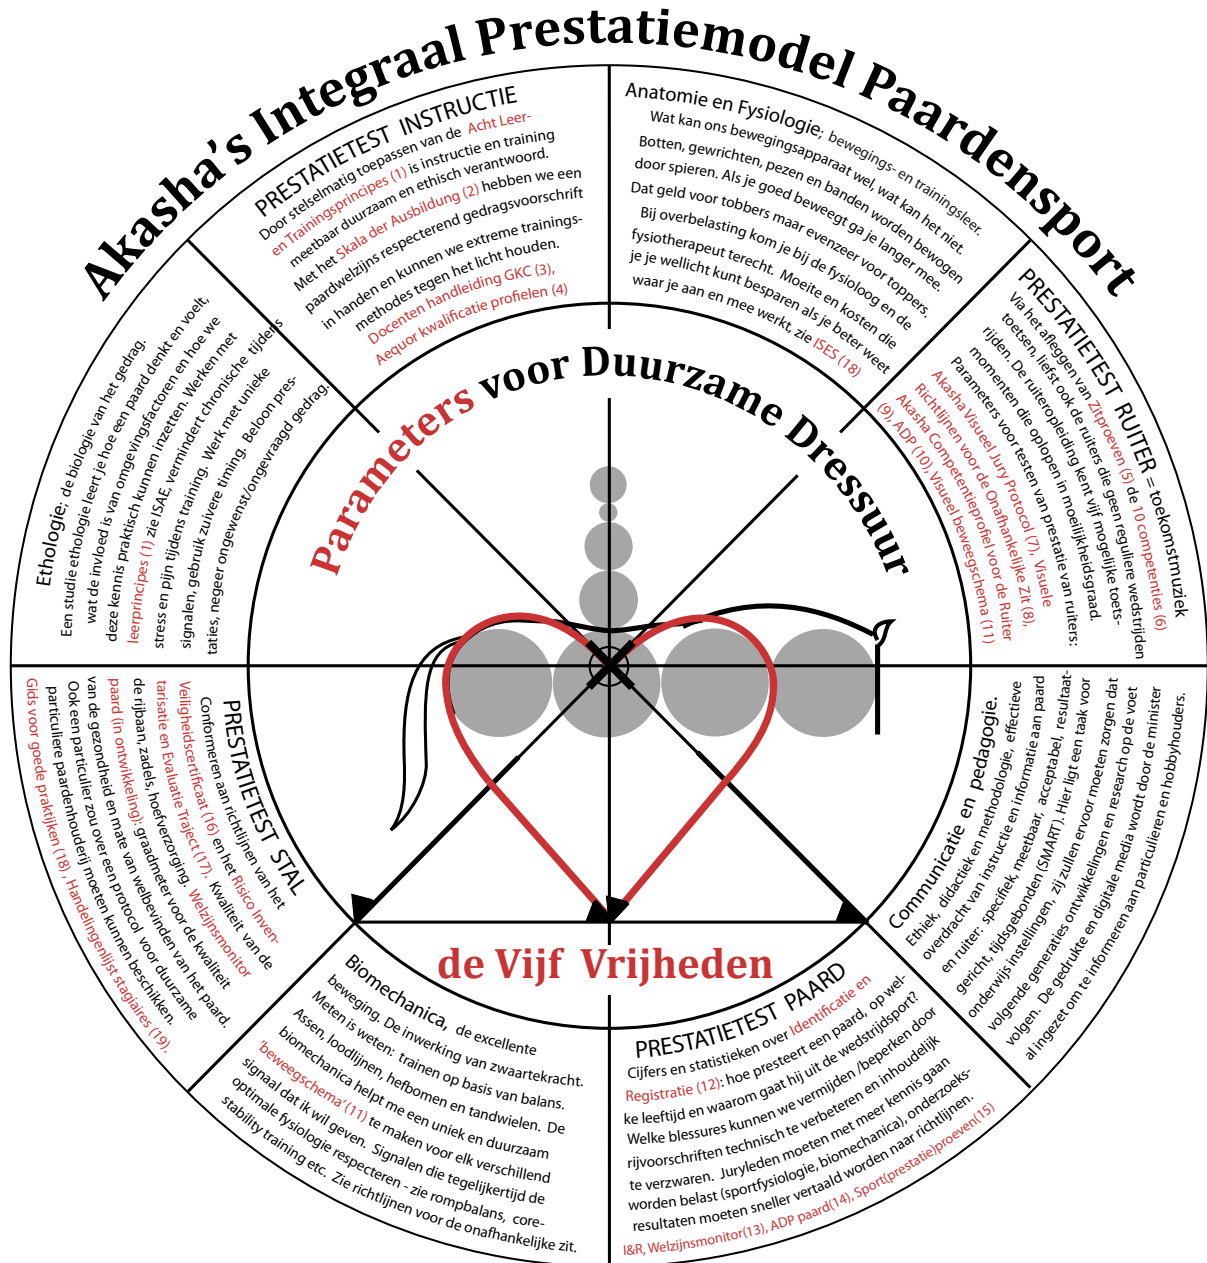 Akasha's Integraal Prestatiemodel Paardensport
PRESTATIETEST INSTRUCTIE
Door stelselmatig toepassen van de Acht Leer-
en Trainingsprincipes (1) is instructie en training
meetbaar duurzaam en ethisch verantwoord.
Met het Skala der Ausbildung (2) hebben we een
paardwelzijns respecterend gedragsvoorschrift
in handen en kunnen we extreme trainings-
methodes tegen het licht houden.
Docenten handleiding GKC (3),
Aequor kwalificatie profielen (4)
Anatomie en Fysiologie; bewegings- en trainingsleer.
Wat kan ons bewegingsapparaat wel, wat kan het niet.
Botten, gewrichten, pezen en banden worden bewogen
door spieren. Als je goed beweegt ga je langer mee.
Dat geld voor tobbers maar evenzeer voor toppers.
Bij overbelasting kom je bij de fysioloog en de
fysiotherapeut terecht. Moeite en kosten die
je je wellicht kunt besparen als je beter weet
waar je aan en mee werkt, zie ISES (18)
PRESTATIETEST RUITER = toekomstmuziek
Via het afleggen van Zitproeven (5) de 10 competenties (6)
toetsen, liefst ook de ruiters die geen reguliere wedstrijden
rijden. De ruiteropleiding kent vijf mogelijke toets-
momenten die oplopen in moeilijkheidsgraad.
Parameters voor testen van prestatie van ruiters:
Akasha Visueel Jury Protocol (7), Visuele
Richtlijnen voor de Onafhankelijke Zit (8),
Akasha Competentieprofiel voor de Ruiter
(9), ADP (10), Visueel beweegschema (11)
Communicatie en pedagogie.
Ethiek, didactiek en methodologie, effectieve
overdracht van instructie en informatie aan paard
en ruiter: specifiek, meetbaar, acceptabel, resultaat-
gericht, tijdsgebonden (SMART). Hier ligt een taak voor
onderwijs instellingen, zij zullen ervoor moeten zorgen dat
volgende generaties ontwikkelingen en research op de voet
volgen. De gedrukte en digitale media wordt door de minister
al ingezet om te informeren aan particulieren en hobbyhouders.
PRESTATIETEST PAARD
Cijfers en statistieken over Identificatie en
Registratie (12): hoe presteert een paard, op wel-
ke leeftijd en waarom gaat hij uit de wedstrijdsport?
Welke blessures kunnen we vermijden /beperken door
rijvoorschriften technisch te verbeteren en inhoudelijk
te verzwaren. Juryleden moeten met meer kennis gaan
worden belast (sportfysiologie, biomechanica), onderzoeks-
resultaten moeten sneller vertaald worden naar richtlijnen.
I&R, Welzijnsmonitor(13), ADP paard(14), Sport(prestatie)proeven(15)
Biomechanica, de excellente
beweging. De inwerking van zwaartekracht.
Meten is weten: trainen op basis van balans.
Assen, loodlijnen, hefbomen en tandwielen. De
biomechanica helpt me een uniek en duurzaam
'beweegschema'(11) te maken voor elk verschillend
signaal dat ik wil geven. Signalen die tegelijkertijd de
optimale fysiologie respecteren - zie rompbalans, core-
stability training etc. Zie richtlijnen voor de onafhankelijke zit.
PRESTATIETEST STAL
Conformeren aan richtlijnen van het
Veiligheidscertificaat (16) en het Risico Inven-
tarisatie en Evaluatie Traject (17). Kwaliteit van de
de rijbaan, zadels, hoefverzorging. Welzijnsmonitor
paard (in ontwikkeling): graadmeter voor de kwaliteit
van de gezondheid en mate van welbevinden van het paard.
Ook een particulier zou over een protocol voor duurzame
particuliere paardenhouderij moeten kunnen beschikken.
Gids voor goede praktijken (18), Handelingenlijst stagiaires (19).
Ethologie; de biologie van het gedrag.
Een studie ethologie leert je hoe een paard denkt en voelt,
wat de invloed is van omgevingsfactoren en hoe we
deze kennis praktisch kunnen inzetten. Werken met
leerprincipes (1) zie ISAE, vermindert chronische tijdens
stress en pijn tijdens training. Werk met unieke
signalen, gebruik zuivere timing. Beloon pres-
taties, negeer ongewenst/ongevraagd gedrag.
Parameters voor Duurzame Dressuur
de Vijf Vrijheden